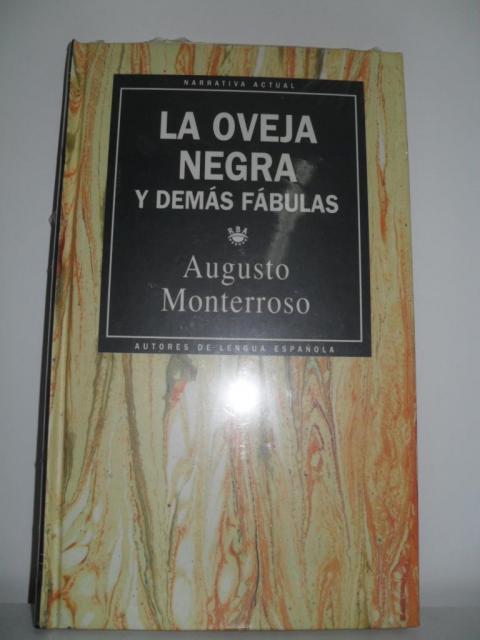 NARRATIVA ACTUAL
LA OVEJA
NEGRA
Y DEMÁS FÁBULAS
RBA
Augusto
Monterroso
AUTORES DE LENGUA ESPAÑOLA